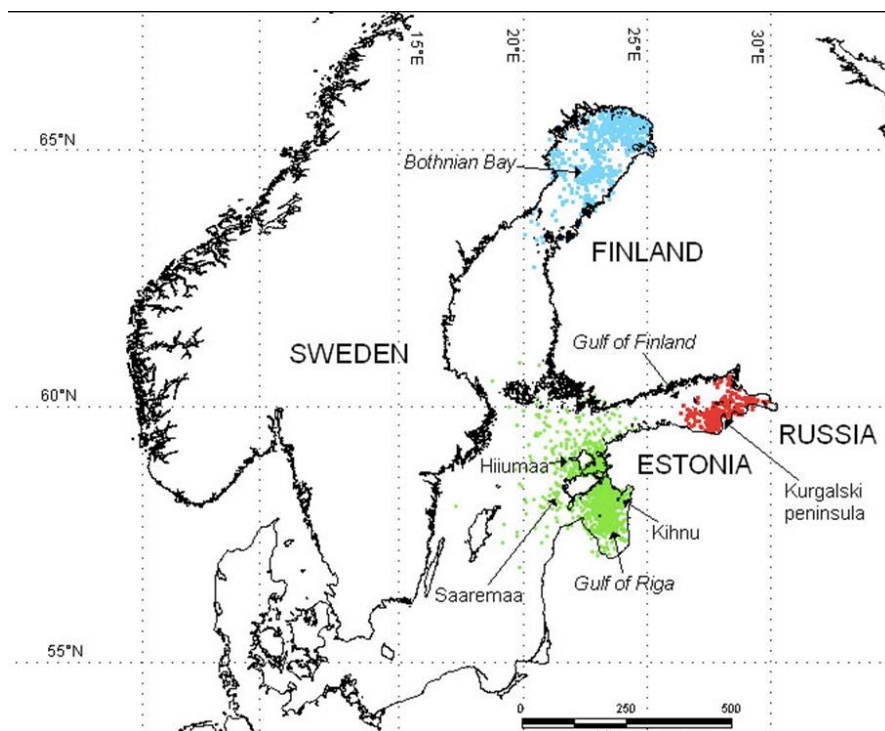 15°E
20°E
25°E
30°E
65°N
Bothnian Bay
FINLAND
SWEDEN
Gulf of Finland
60°N
RUSSIA
Hiiumaa
ESTONIA
Kurgalski
peninsula
Kihnu
Saaremaa
Gulf of Riga
55°N
0
250
500